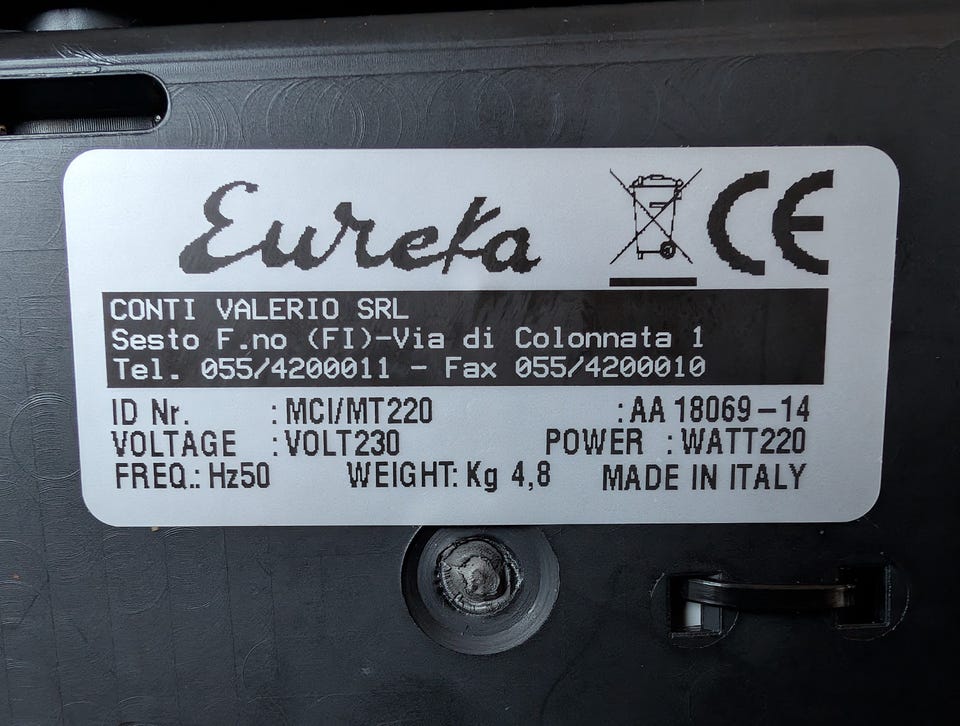 Eureka
CE
CONTI VALERIO SRL
Sesto F.no (FI)-Via di Colonnata 1
Tel. 055/4200011 - Fax 055/4200010
ID Nr. :MCI/MT220 :AA 18069-14
VOLTAGE :VOLT230 POWER :WATT220
FREQ.: Hz50 WEIGHT: Kg 4,8 MADE IN ITALY